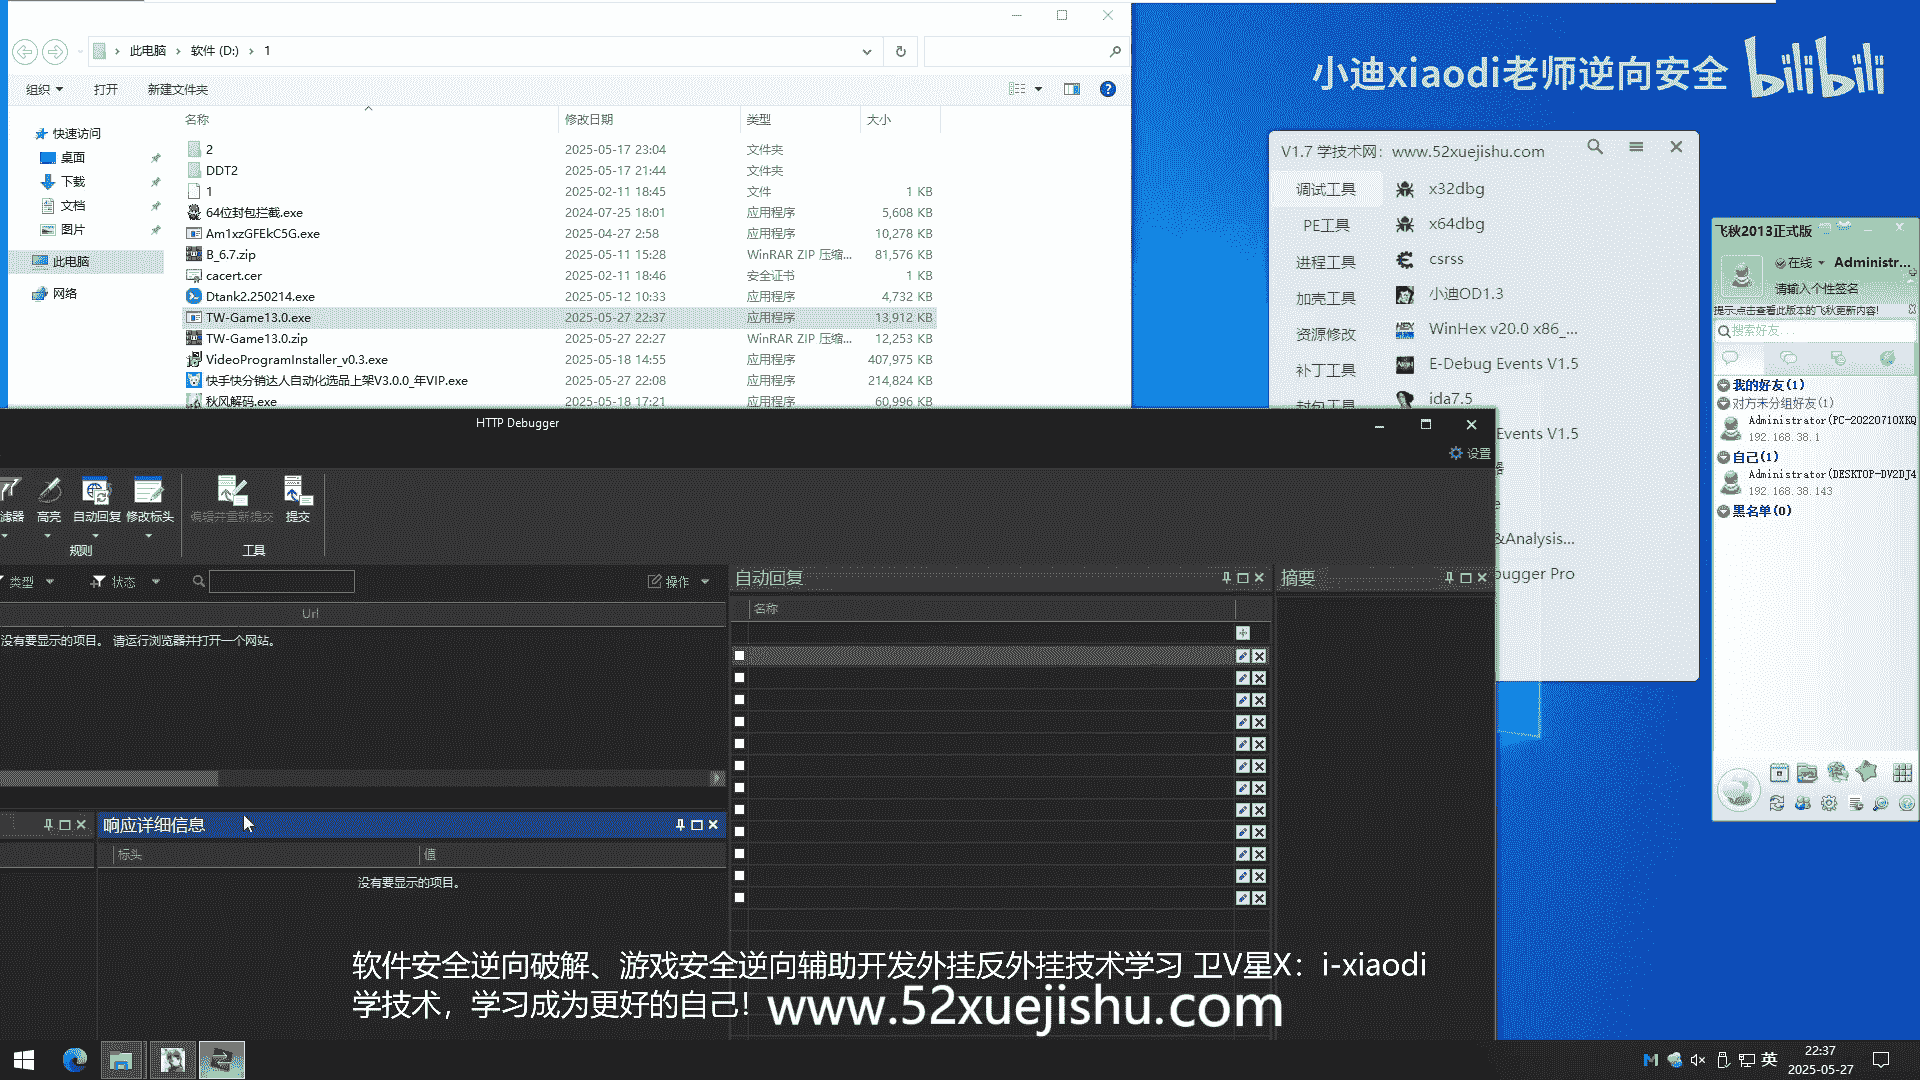 此电脑 › 软件 (D:) › 1
组织 打开 新建文件夹
名称 修改日期 类型 大小
快速访问
桌面
下载
文档
图片
此电脑
网络
2 2025-05-17 23:04 文件夹
DDT2 2025-05-17 21:44 文件夹
1 2025-02-11 18:45 文件 1 KB
64位封包拦截.exe 2024-07-25 18:01 应用程序 5,608 KB
Am1xzGFEkC5G.exe 2025-04-27 2:58 应用程序 10,278 KB
B_6.7.zip 2025-05-11 15:28 WinRAR ZIP 压缩... 81,576 KB
cacert.cer 2025-02-11 18:46 安全证书 1 KB
Dtank2.250214.exe 2025-05-12 10:33 应用程序 4,732 KB
TW-Game13.0.exe 2025-05-27 22:37 应用程序 13,912 KB
TW-Game13.0.zip 2025-05-27 22:27 WinRAR ZIP 压缩... 12,253 KB
VideoProgramInstaller_v0.3.exe 2025-05-18 14:55 应用程序 407,975 KB
快手快分销达人自动化选品上架V3.0.0_年VIP.exe 2025-05-27 22:08 应用程序 214,824 KB
秋风解码.exe 2025-05-18 17:21 应用程序 60,996 KB
小迪xiaodi老师逆向安全 bilibili
V1.7 学技术网：www.52xuejishu.com
调试工具
PE工具
进程工具
加壳工具
资源修改
补丁工具
封包工具
x32dbg
x64dbg
csrss
小迪OD1.3
WinHex v20.0 x86_...
E-Debug Events V1.5
ida7.5
Events V1.5
e
&Analysis...
bugger Pro
飞秋2013正式版
在线 Administr...
请输入个性签名
提示:点击查看此版本的飞秋更新内容!
搜索好友...
我的好友(1)
对方未分组好友(1)
Administrator(PC-20220710XKQ
192.168.38.1
自己(1)
Administrator(DESKTOP-DV2DJ4
192.168.38.143
黑名单(0)
HTTP Debugger
设置
滤器 高亮 自动回复 修改标头 编辑并重新提交 提交
规则 工具
类型 状态 操作
Url
没有要显示的项目。 请运行浏览器并打开一个网站。
自动回复
名称
摘要
响应详细信息
标头 值
没有要显示的项目。
软件安全逆向破解、游戏安全逆向辅助开发外挂反外挂技术学习 卫V星X：i-xiaodi
学技术，学习成为更好的自己！www.52xuejishu.com
英
22:37
2025-05-27